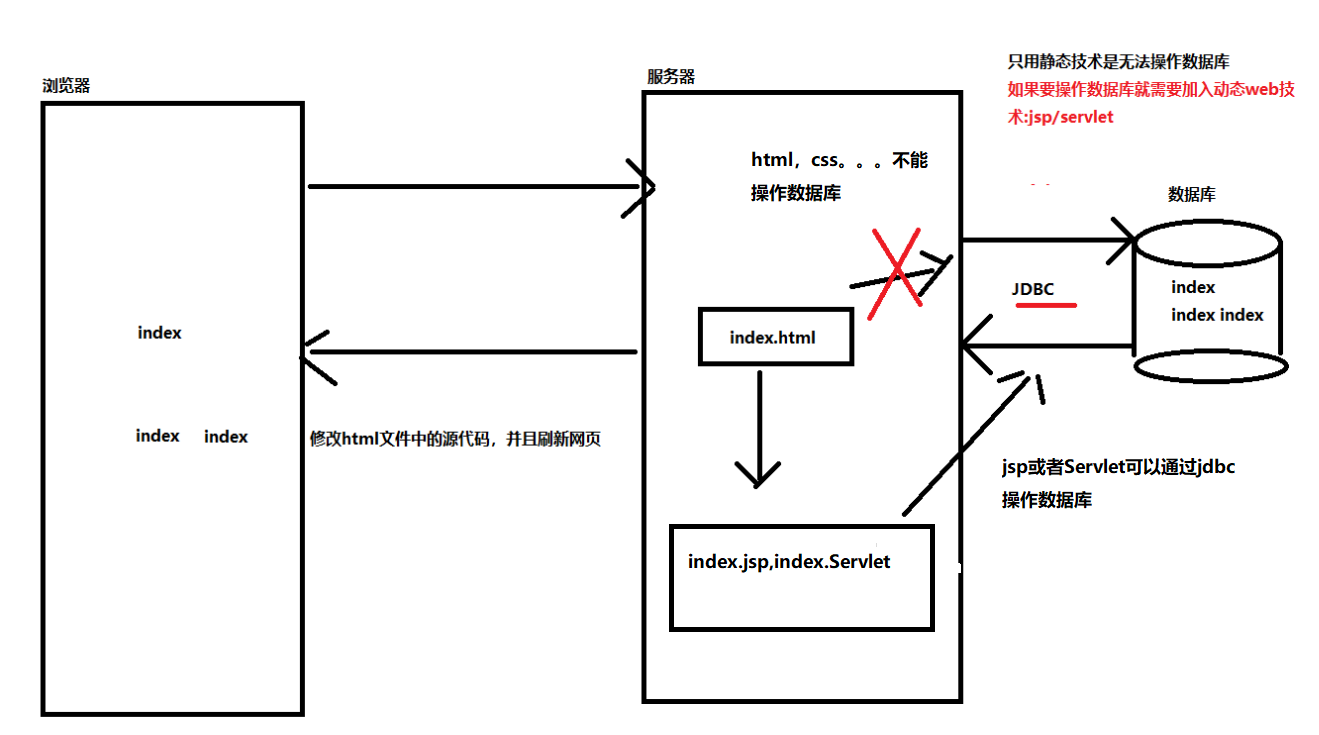 浏览器
服务器
只用静态技术是无法操作数据库
如果要操作数据库就需要加入动态web技
术:jsp/servlet
html，css。。。不能
操作数据库
数据库
JDBC
index
index index
index.html
index
index index
修改html文件中的源代码，并且刷新网页
jsp或者Servlet可以通过jdbc
操作数据库
index.jsp,index.Servlet